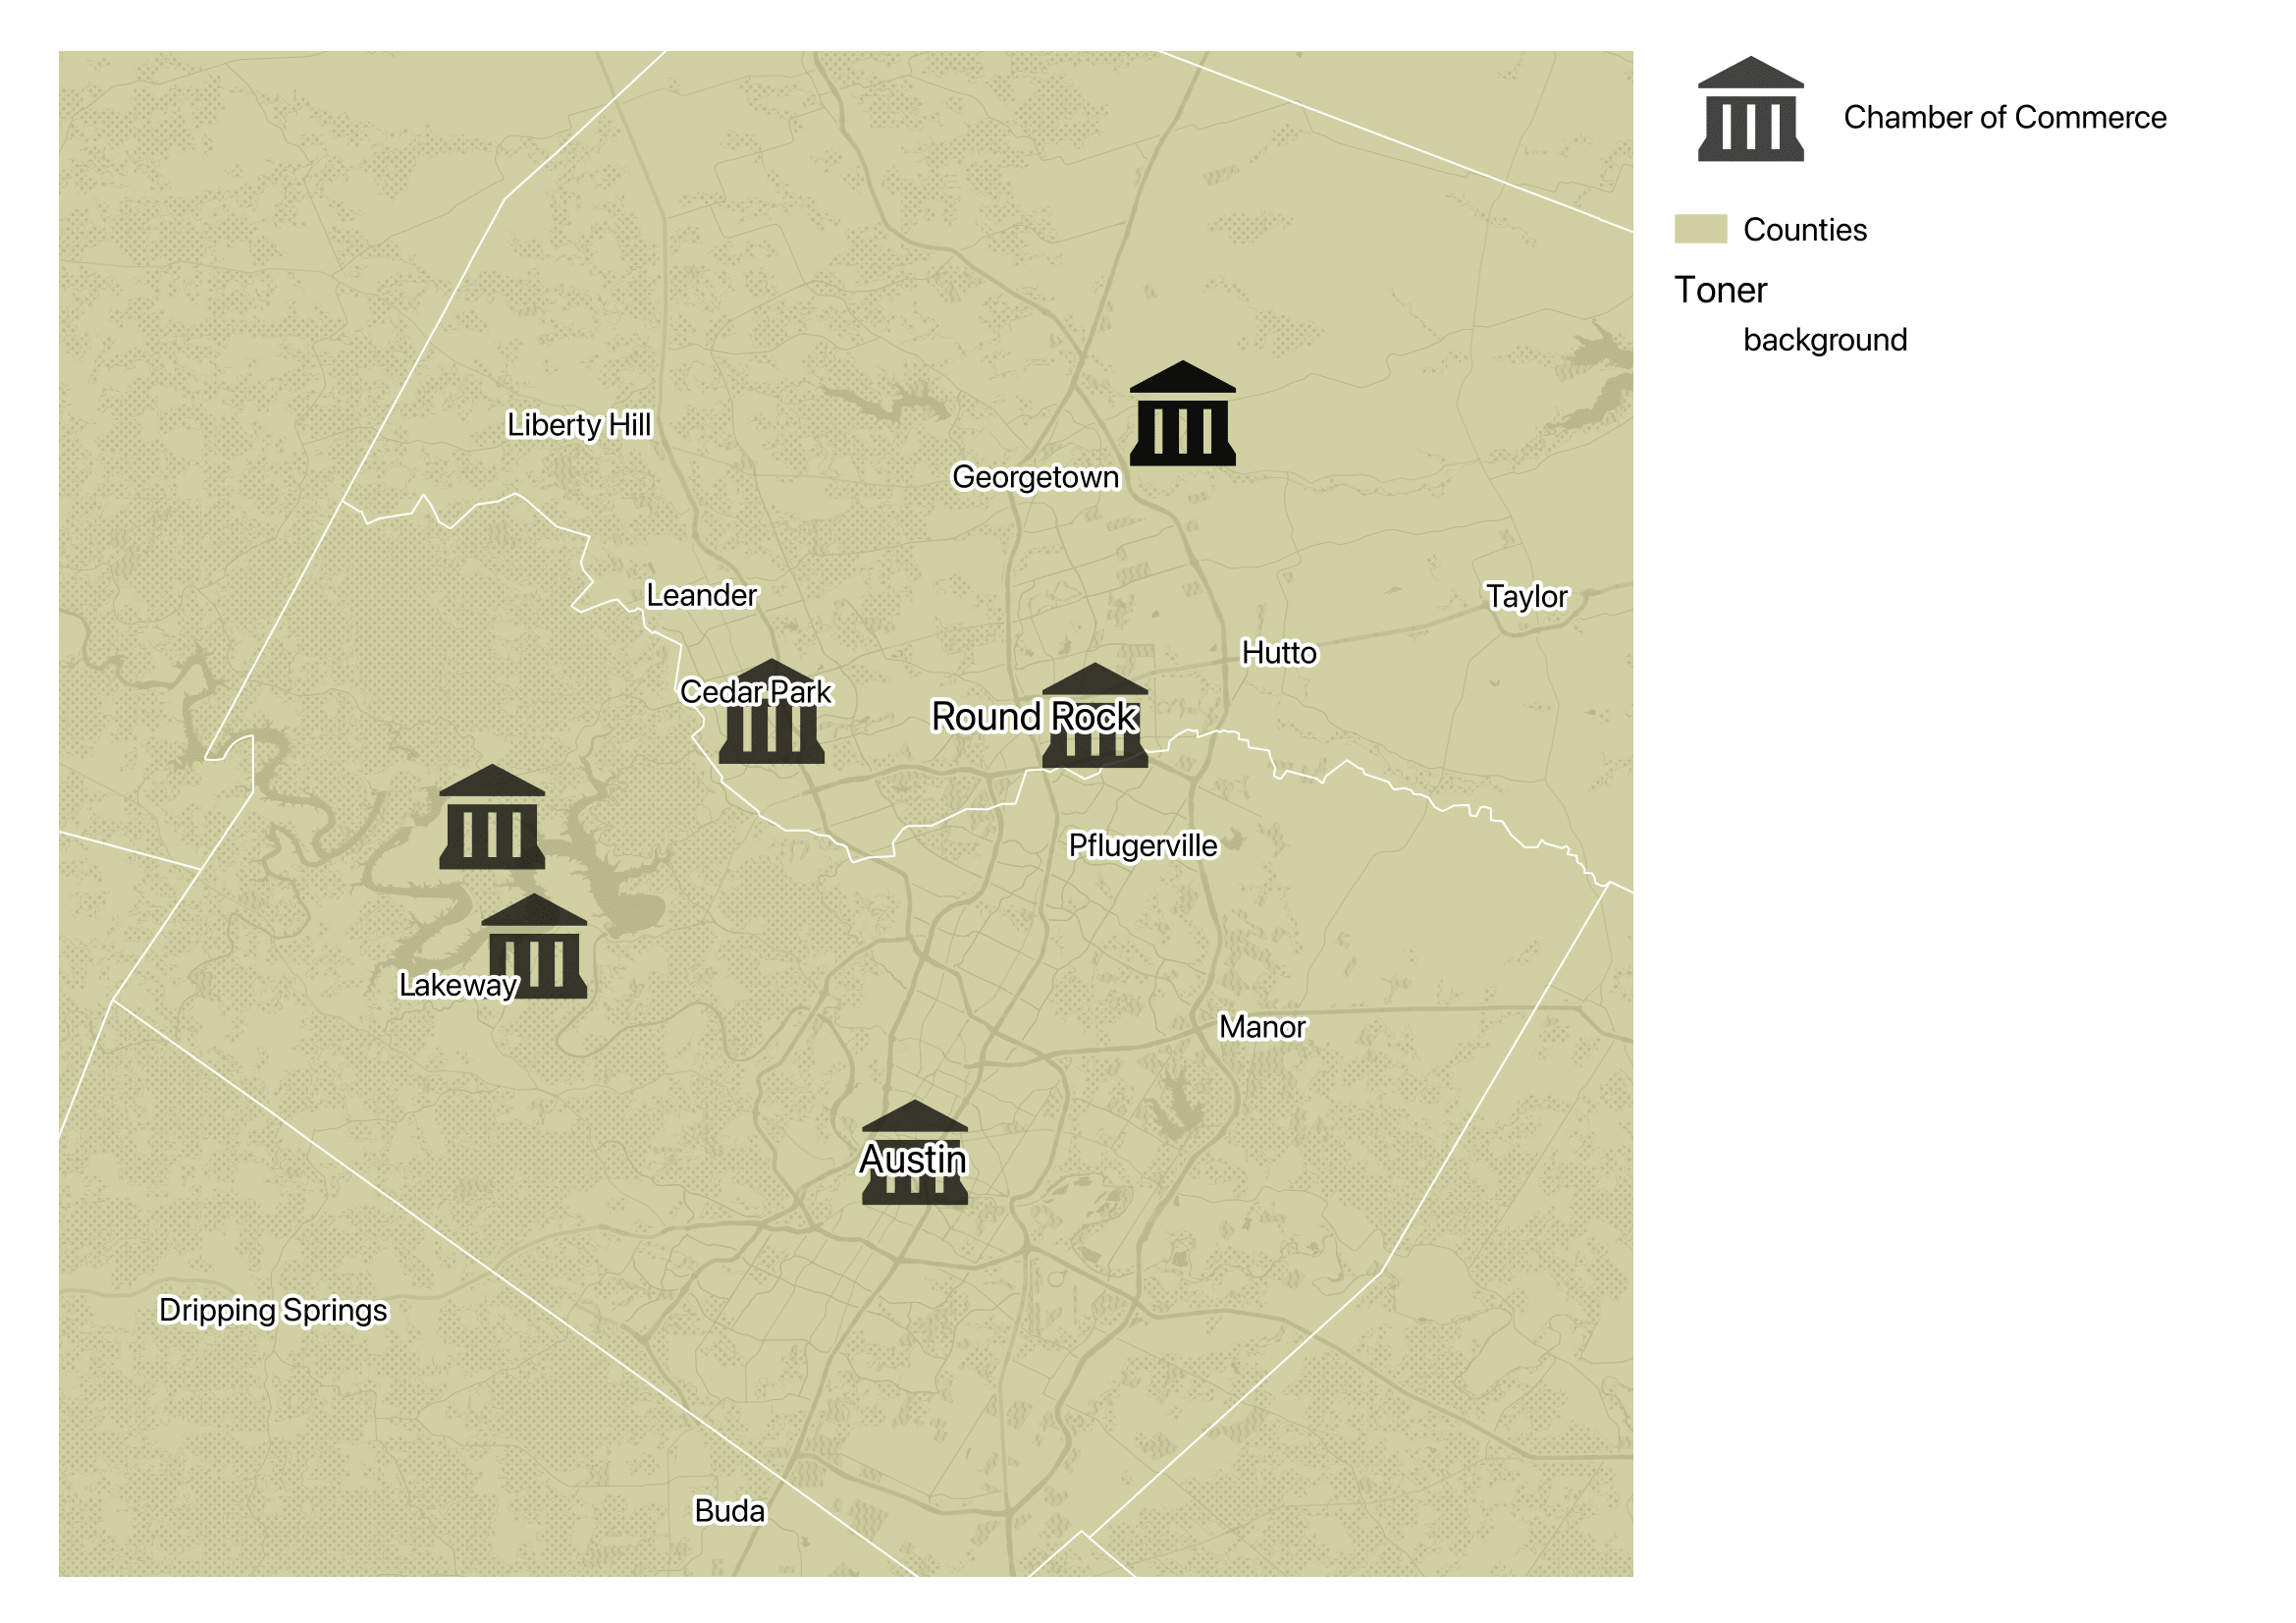 Chamber of Commerce
Counties
Toner
background
Liberty Hill
Georgetown
Leander
Taylor
Hutto
Cedar Park
Round Rock
Pflugerville
Lakeway
Manor
Austin
Dripping Springs
Buda